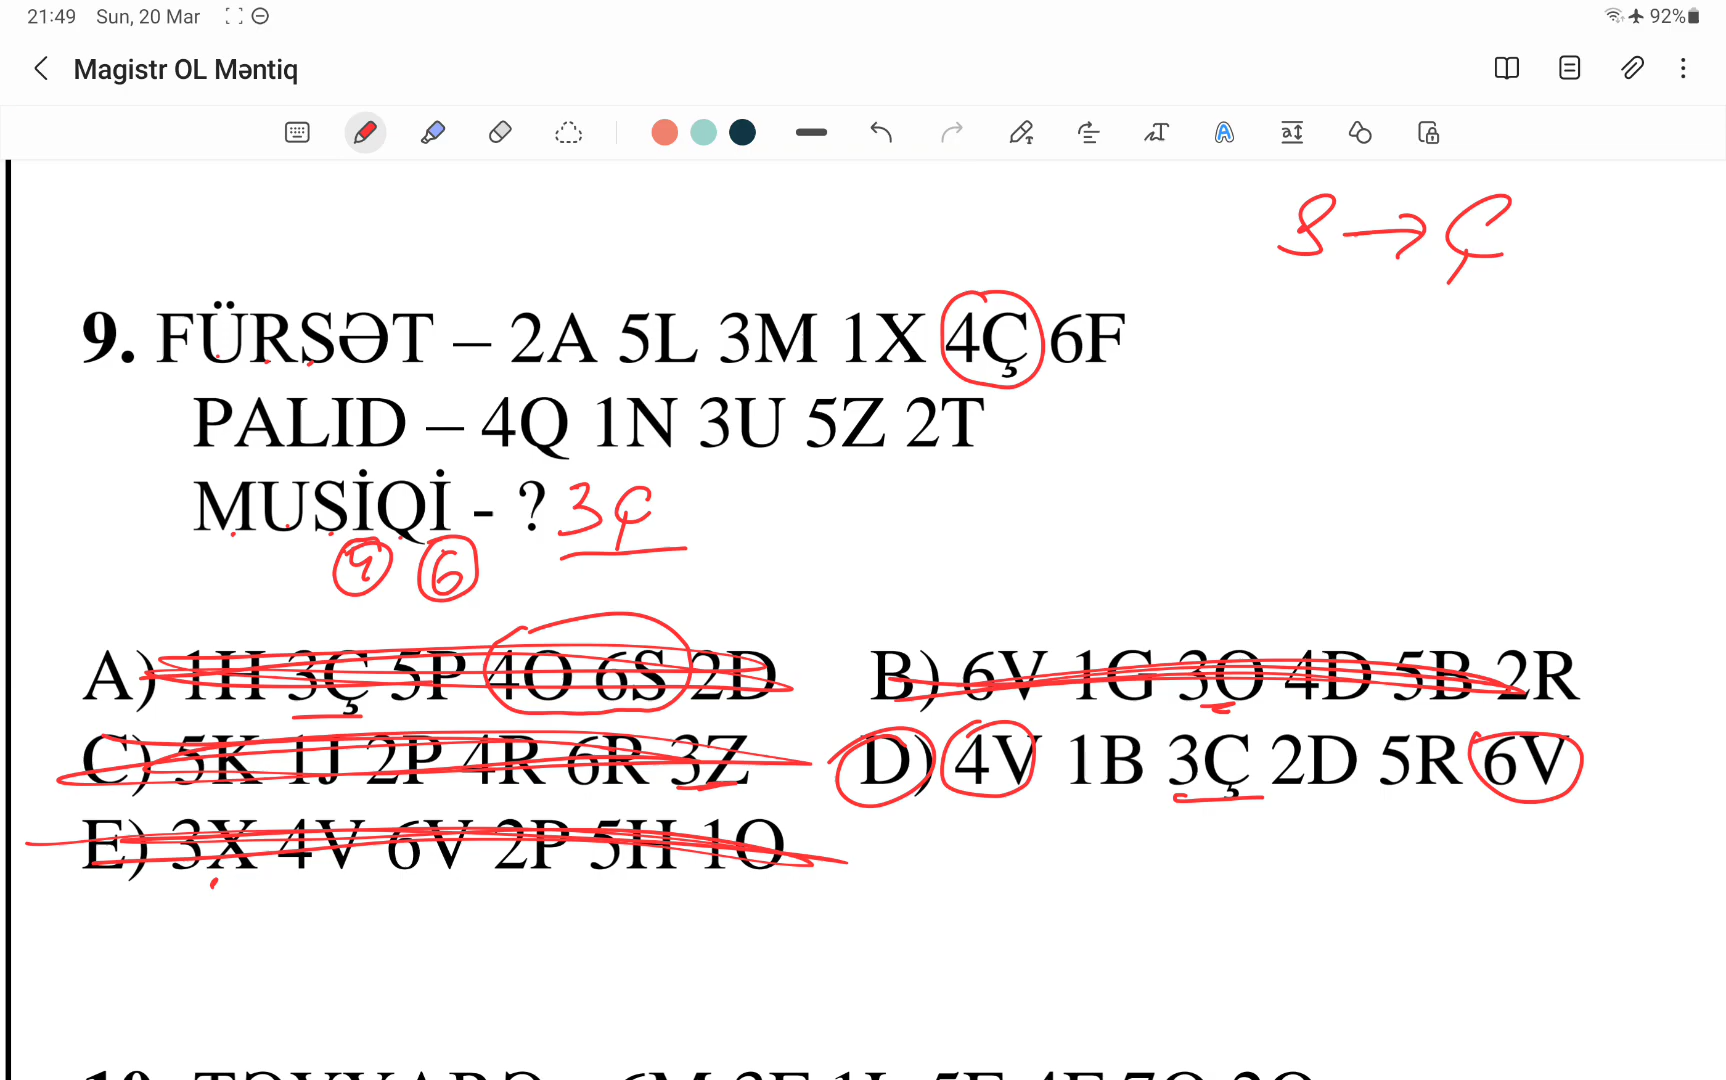 21:49 Sun, 20 Mar 92%
Magistr OL Məntiq
S → Ç
9. FÜRSƏT – 2A 5L 3M 1X 4Ç 6F
PALID – 4Q 1N 3U 5Z 2T
MUSİQİ - ? 3Ç
4 6
A) 1H 3Ç 5P 4O 6S 2D B) 6V 1G 3O 4D 5B 2R
C) 5K 1J 2P 4R 6R 3Z D) 4V 1B 3Ç 2D 5R 6V
E) 3X 4V 6V 2P 5H 1O